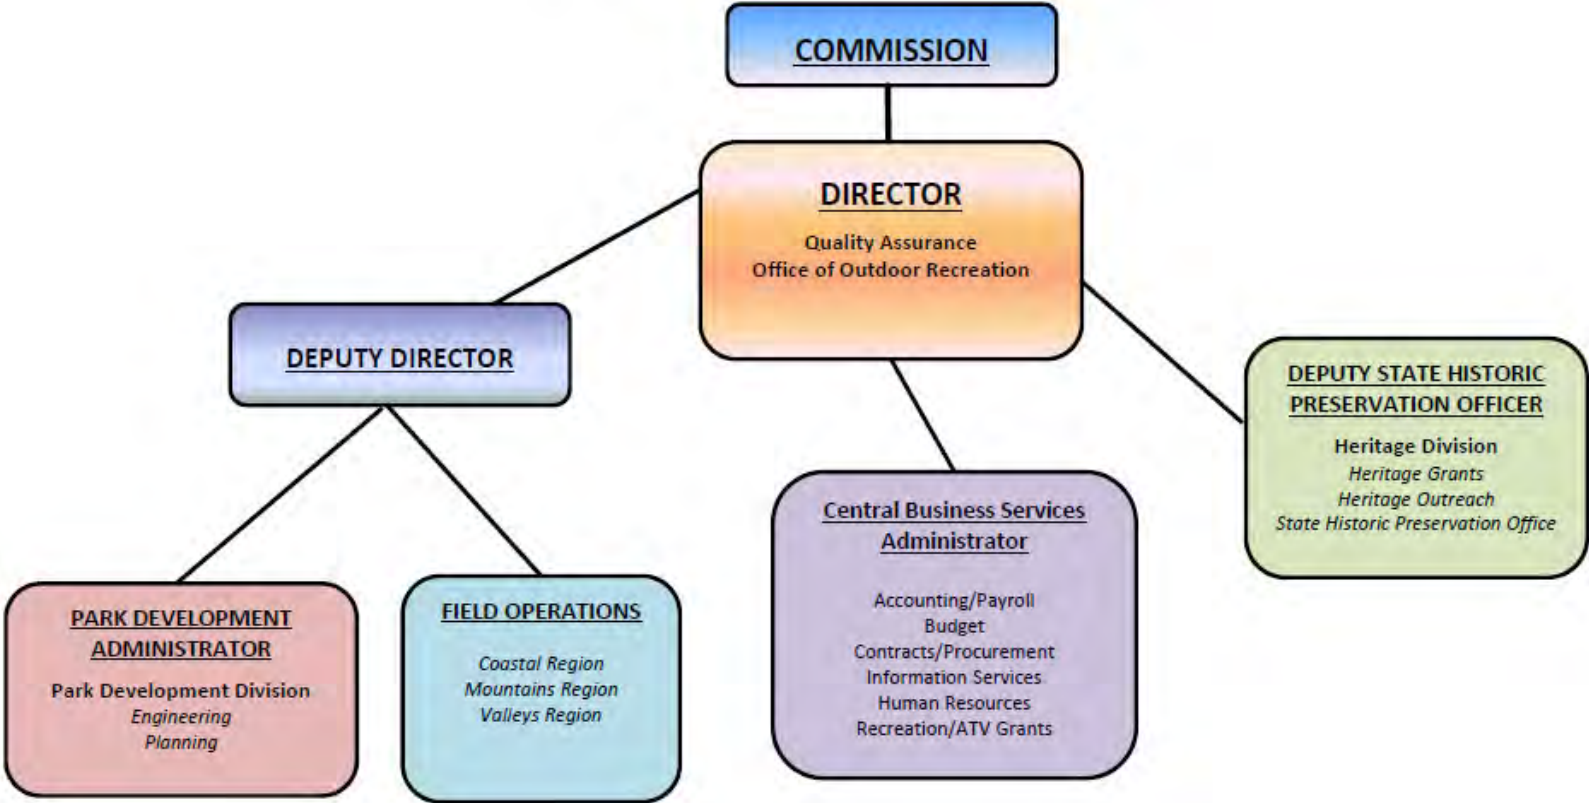 COMMISSION
DIRECTOR
Quality Assurance
Office of Outdoor Recreation
DEPUTY DIRECTOR
DEPUTY STATE HISTORIC
PRESERVATION OFFICER
Heritage Division
Heritage Grants
Heritage Outreach
State Historic Preservation Office
Central Business Services
Administrator
Accounting/Payroll
Budget
Contracts/Procurement
Information Services
Human Resources
Recreation/ATV Grants
PARK DEVELOPMENT
ADMINISTRATOR
Park Development Division
Engineering
Planning
FIELD OPERATIONS
Coastal Region
Mountains Region
Valleys Region